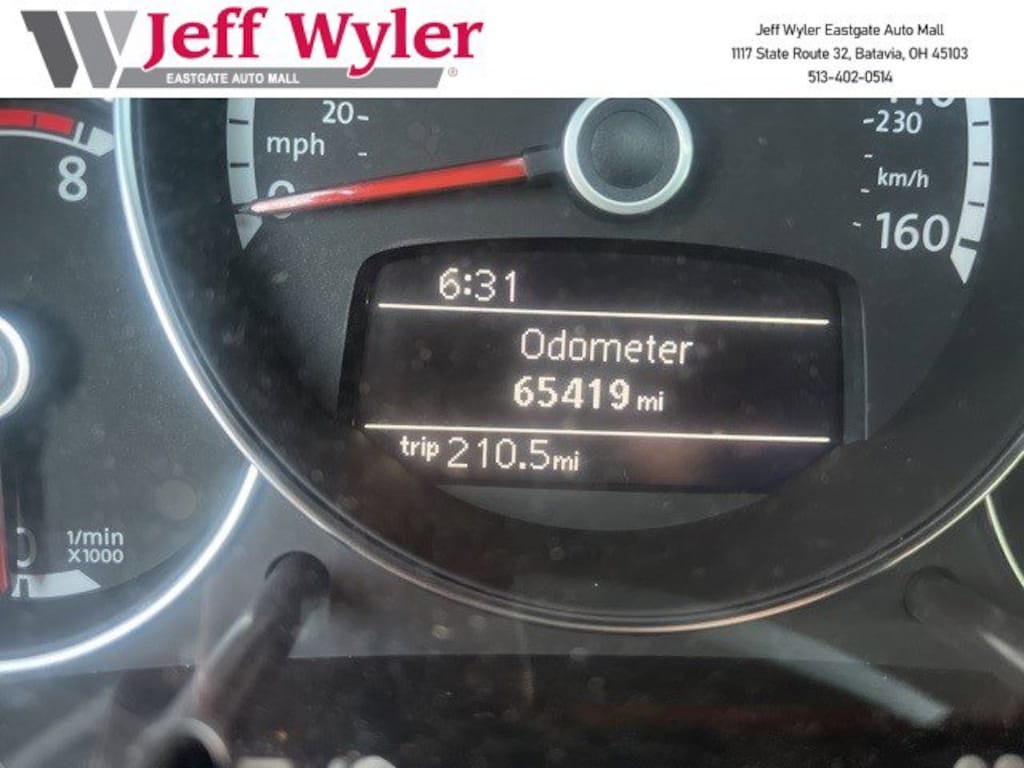 Jeff Wyler
EASTGATE AUTO MALL
®
Jeff Wyler Eastgate Auto Mall
1117 State Route 32, Batavia, OH 45103
513-402-0514
20
230
mph
km/h
8
0
160
6:31
Odometer
65419 mi
trip 210.5 mi
0
1/min
X1000